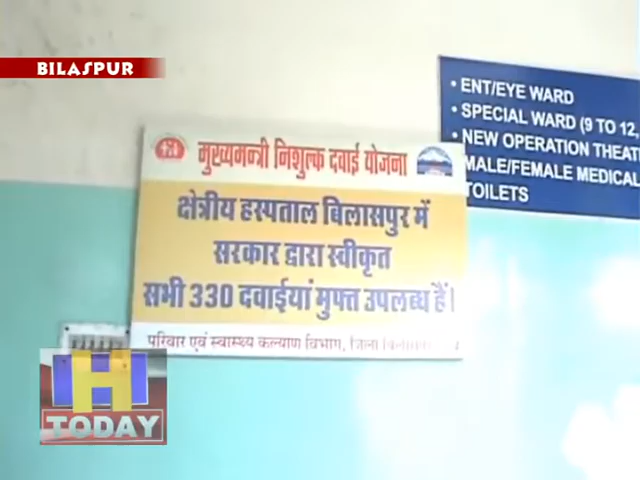 BILASPUR
• ENT/EYE WARD
• SPECIAL WARD (9 TO 12,
• NEW OPERATION
MALE/FEMALE MEDICAL
TOILETS
मुख्यमन्त्री निशुल्क दवाई योजना
क्षेत्रीय हस्पताल बिलासपुर में
सरकार द्वारा स्वीकृत
सभी 330 दवाईयां मुफ्त उपलब्ध हैं।
परिवार एवं स्वास्थ्य कल्याण विभाग, जिला
H
TODAY